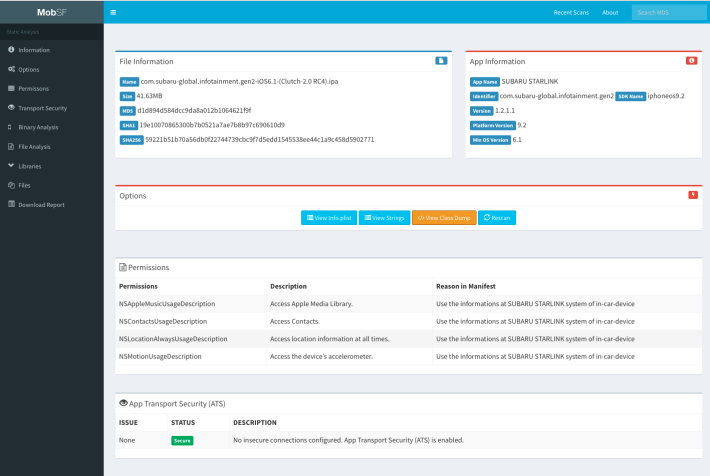 MobSF
Recent Scans About Search MD5
Static Analysis
Information
Options
Permissions
Transport Security
Binary Analysis
File Analysis
Libraries
Files
Download Report
File Information
Name com.subaru-global.infotainment.gen2-iOS6.1-(Clutch-2.0 RC4).ipa
Size 41.63MB
MD5 d1d894d584dcc9da8a012b1064621f9f
SHA1 19e10070865300b7b0521a7ae7b8b97c690610d9
SHA256 59221b51b70a56db0f22744739cbc9f7d5edd1545538ee44c1a9c458d5902771
App Information
App Name SUBARU STARLINK
Identifier com.subaru-global.infotainment.gen2 SDK Name iphoneos9.2
Version 1.2.1.1
Platform Version 9.2
Min OS Version 6.1
Options
View Info.plist View Strings View Class Dump Rescan
Permissions
Permissions Description Reason in Manifest
NSAppleMusicUsageDescription Access Apple Media Library. Use the informations at SUBARU STARLINK system of in-car-device
NSContactsUsageDescription Access Contacts. Use the informations at SUBARU STARLINK system of in-car-device
NSLocationAlwaysUsageDescription Access location information at all times. Use the informations at SUBARU STARLINK system of in-car-device
NSMotionUsageDescription Access the device's accelerometer. Use the informations at SUBARU STARLINK system of in-car-device
App Transport Security (ATS)
ISSUE STATUS DESCRIPTION
None Secure No insecure connections configured. App Transport Security (ATS) is enabled.